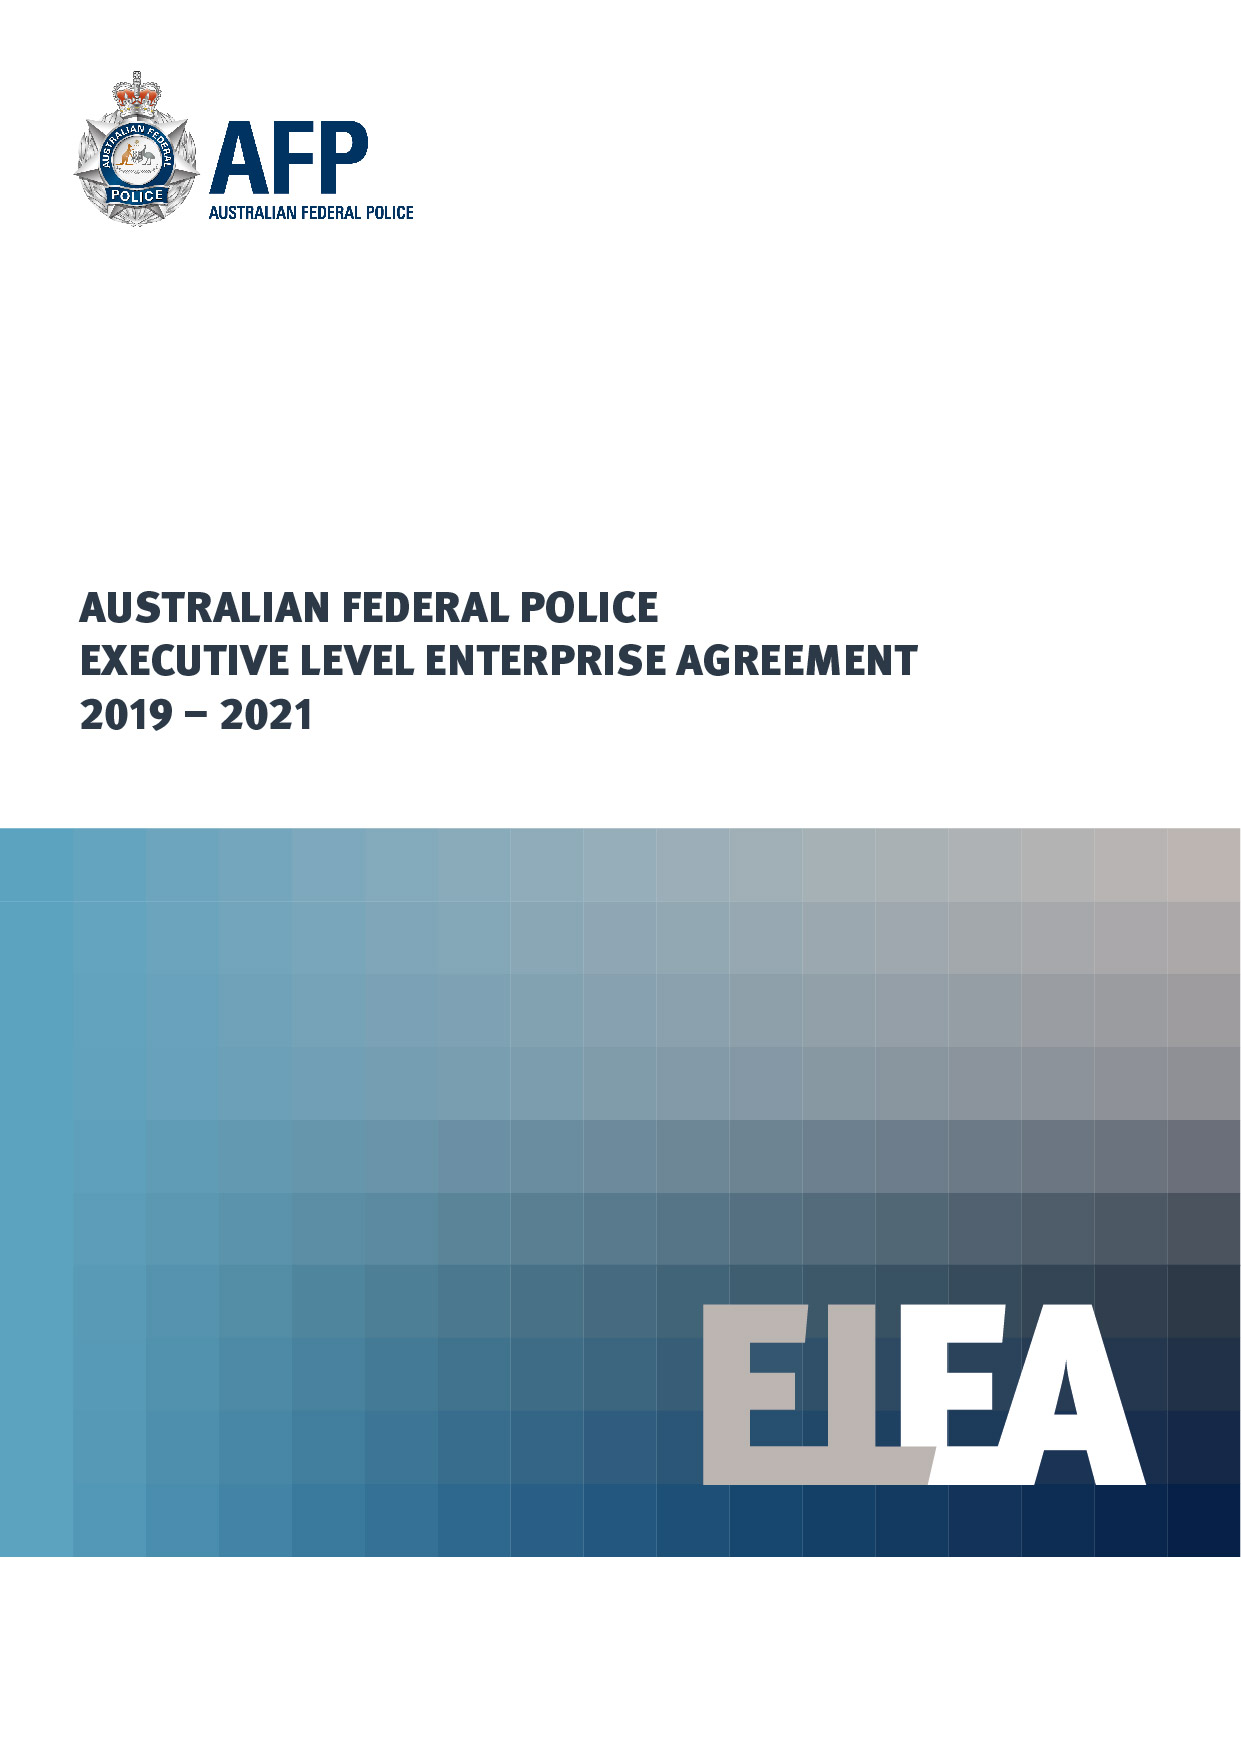 AUSTRALIAN FEDERAL
POLICE
AFP
AUSTRALIAN FEDERAL POLICE
AUSTRALIAN FEDERAL POLICE
EXECUTIVE LEVEL ENTERPRISE AGREEMENT
2019 – 2021
ELEA